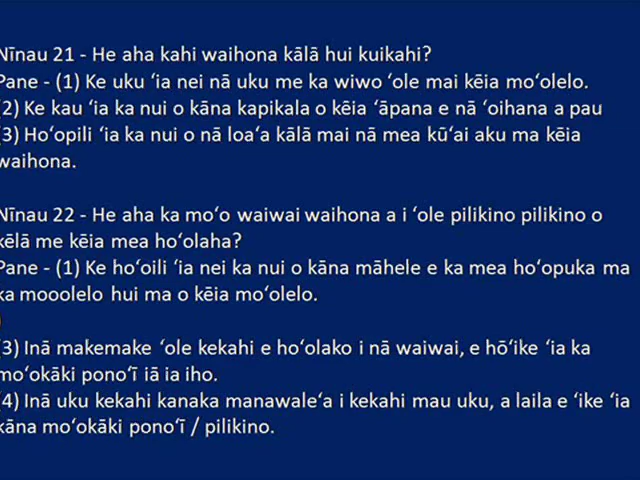 Nīnau 21 - He aha kahi waihona kālā hui kuikahi?
Pane - (1) Ke uku ʻia nei nā uku me ka wiwo ʻole mai kēia moʻolelo.
(2) Ke kau ʻia ka nui o kāna kapikala o kēia ʻāpana e nā ʻoihana a pau
(3) Hoʻopili ʻia ka nui o nā loaʻa kālā mai nā mea kūʻai aku ma kēia
waihona.
Nīnau 22 - He aha ka moʻo waiwai waihona a i ʻole pilikino pilikino o
kēlā me kēia mea hoʻolaha?
Pane - (1) Ke hoʻoili ʻia nei ka nui o kāna māhele e ka mea hoʻopuka ma
ka mooolelo hui ma o kēia moʻolelo.
)
(3) Inā makemake ʻole kekahi e hoʻolako i nā waiwai, e hōʻike ʻia ka
moʻokāki ponoʻī iā ia iho.
(4) Inā uku kekahi kanaka manawaleʻa i kekahi mau uku, a laila e ʻike ʻia
kāna moʻokāki ponoʻī / pilikino.